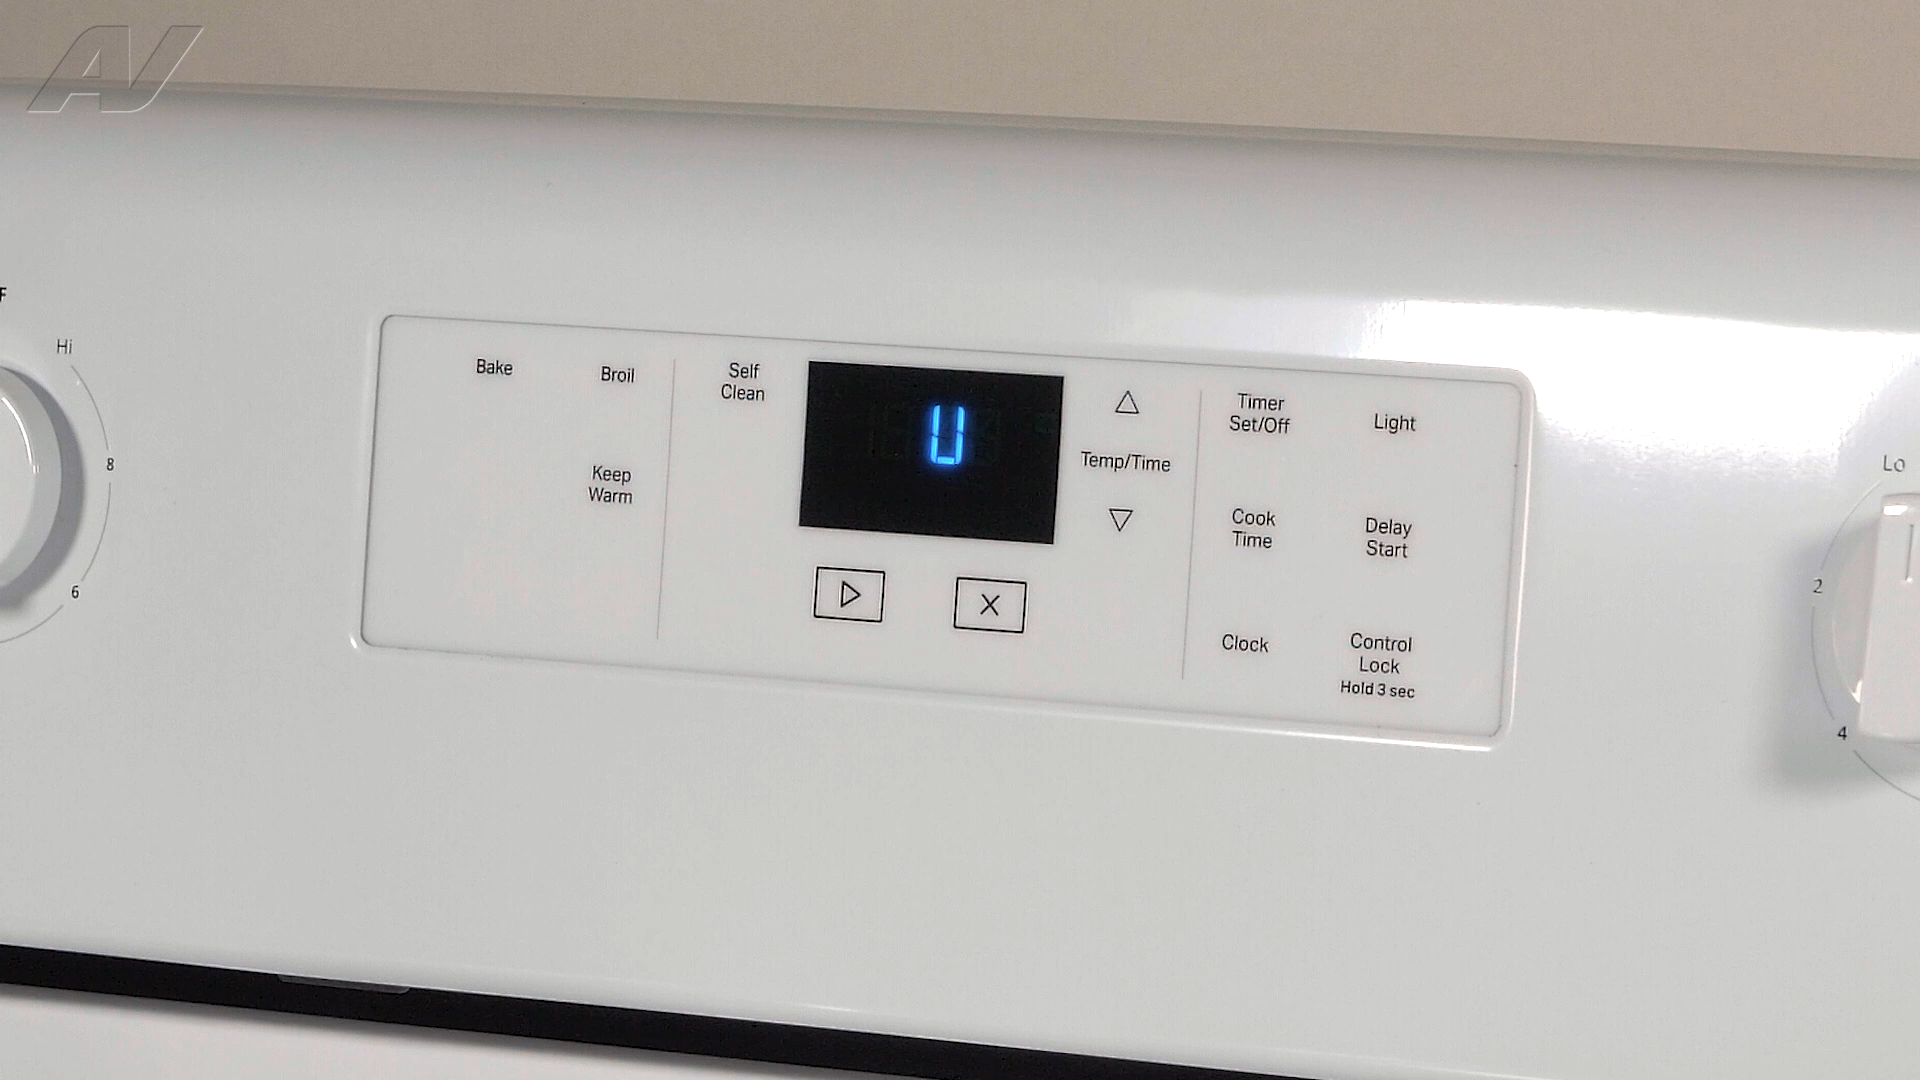 AV
F
Hi
8
6
Bake
Broil
Keep
Warm
Self
Clean
U
Temp/Time
X
Timer
Set/Off
Light
Cook
Time
Delay
Start
Clock
Control
Lock
Hold 3 sec
Lo
2
4